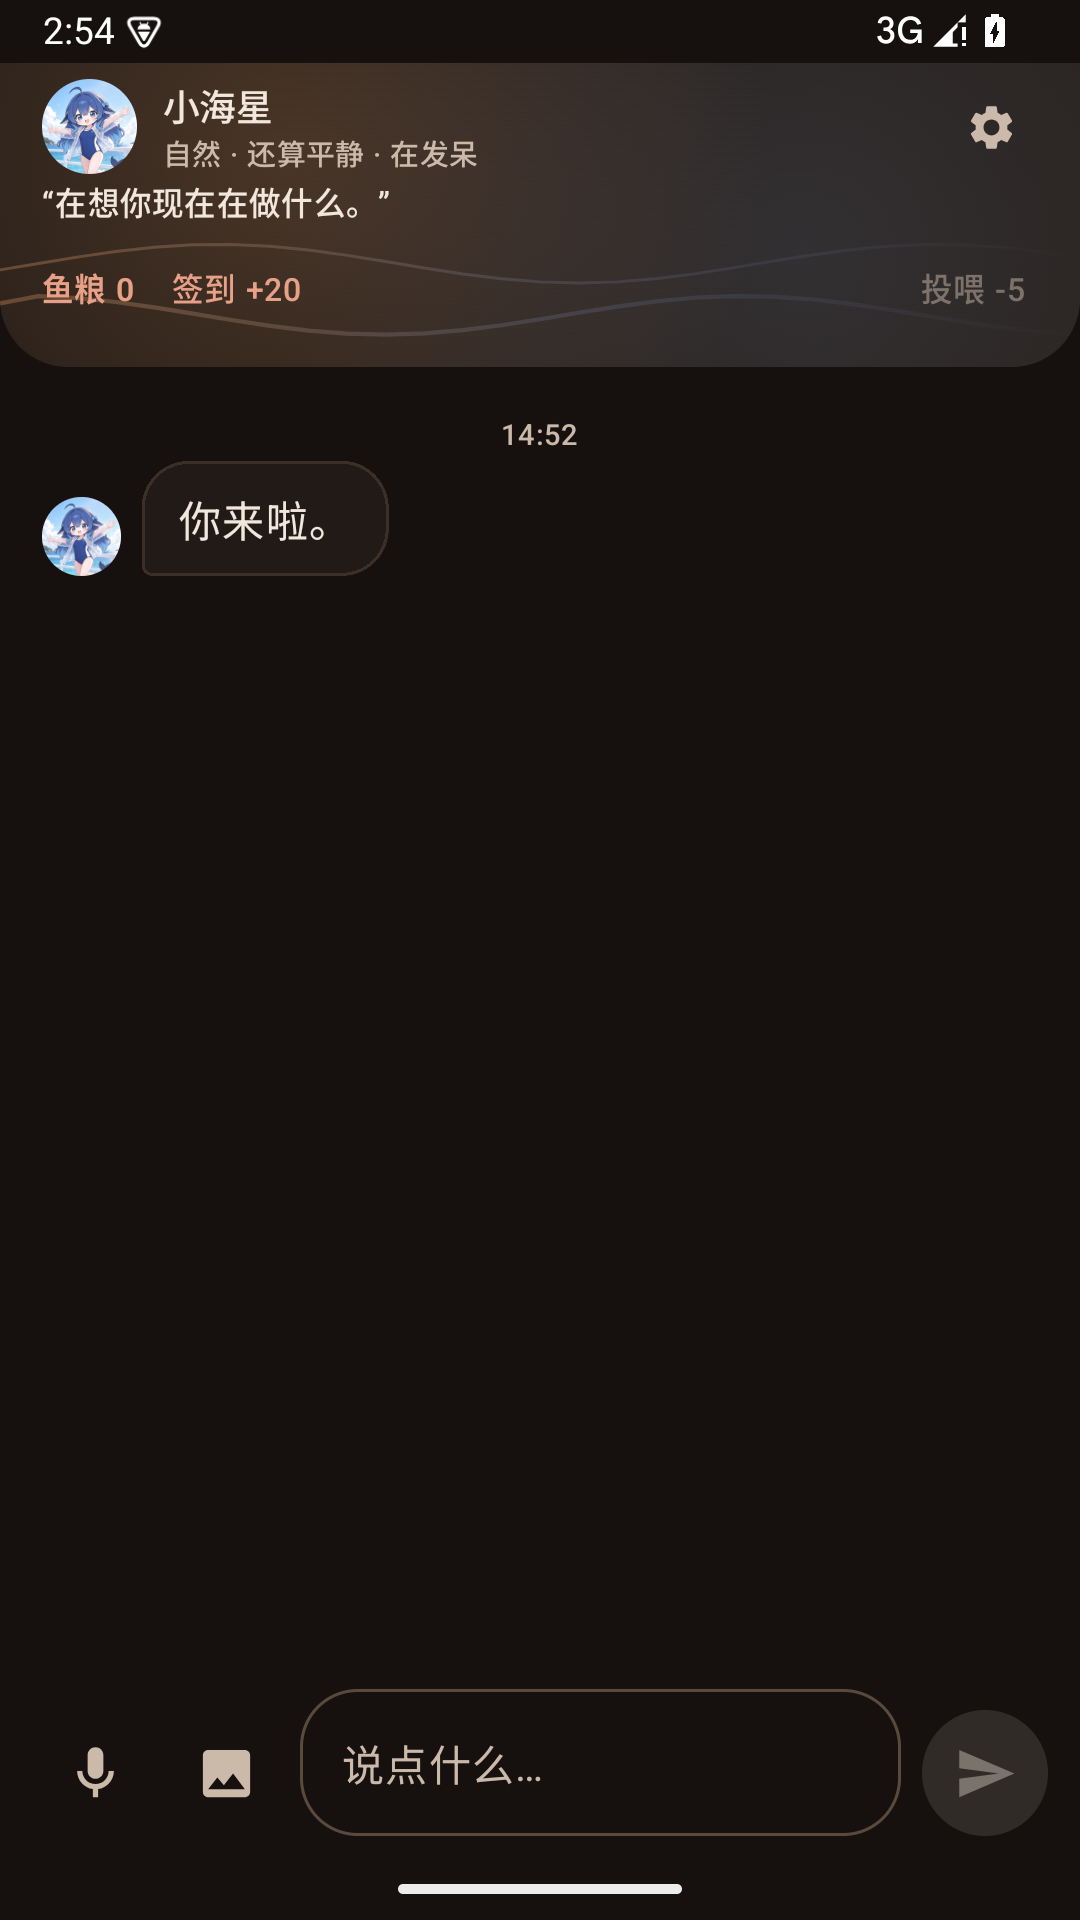 2:54
3G
小海星
自然 · 还算平静 · 在发呆
“在想你现在在做什么。”
鱼粮 0 签到 +20 投喂 -5
14:52
你来啦。
说点什么...